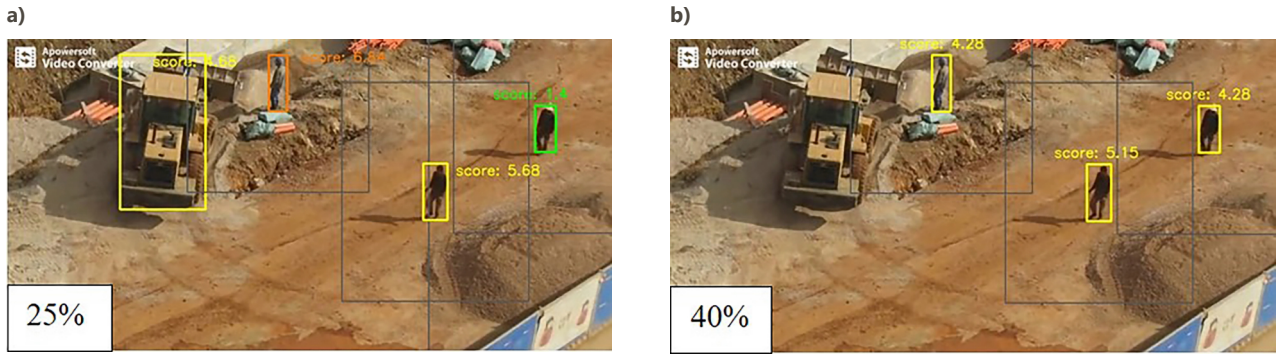 a)
b)
Apowersoft
Video Converter
score: 4.68
score: 1.4
score: 5.68
25%
Apowersoft
Video Converter
score: 4.28
score: 4.28
score: 5.15
40%